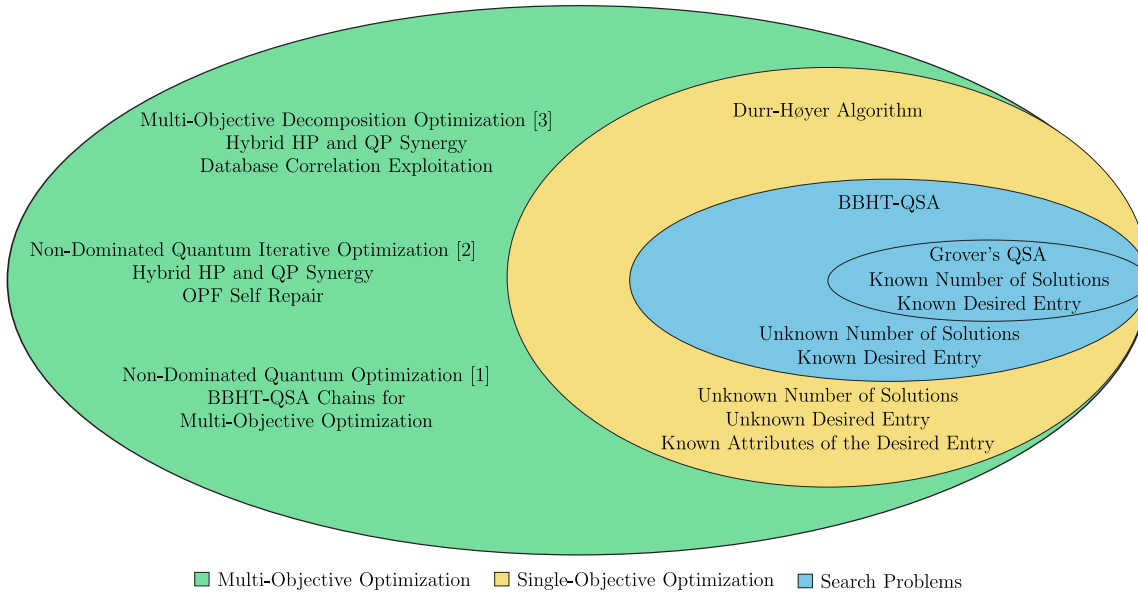 Multi-Objective Decomposition Optimization [3]
Hybrid HP and QP Synergy
Database Correlation Exploitation
Non-Dominated Quantum Iterative Optimization [2]
Hybrid HP and QP Synergy
OPF Self Repair
Non-Dominated Quantum Optimization [1]
BBHT-QSA Chains for
Multi-Objective Optimization
Durr-Høyer Algorithm
BBHT-QSA
Grover's QSA
Known Number of Solutions
Known Desired Entry
Unknown Number of Solutions
Known Desired Entry
Unknown Number of Solutions
Unknown Desired Entry
Known Attributes of the Desired Entry
Multi-Objective Optimization
Single-Objective Optimization
Search Problems